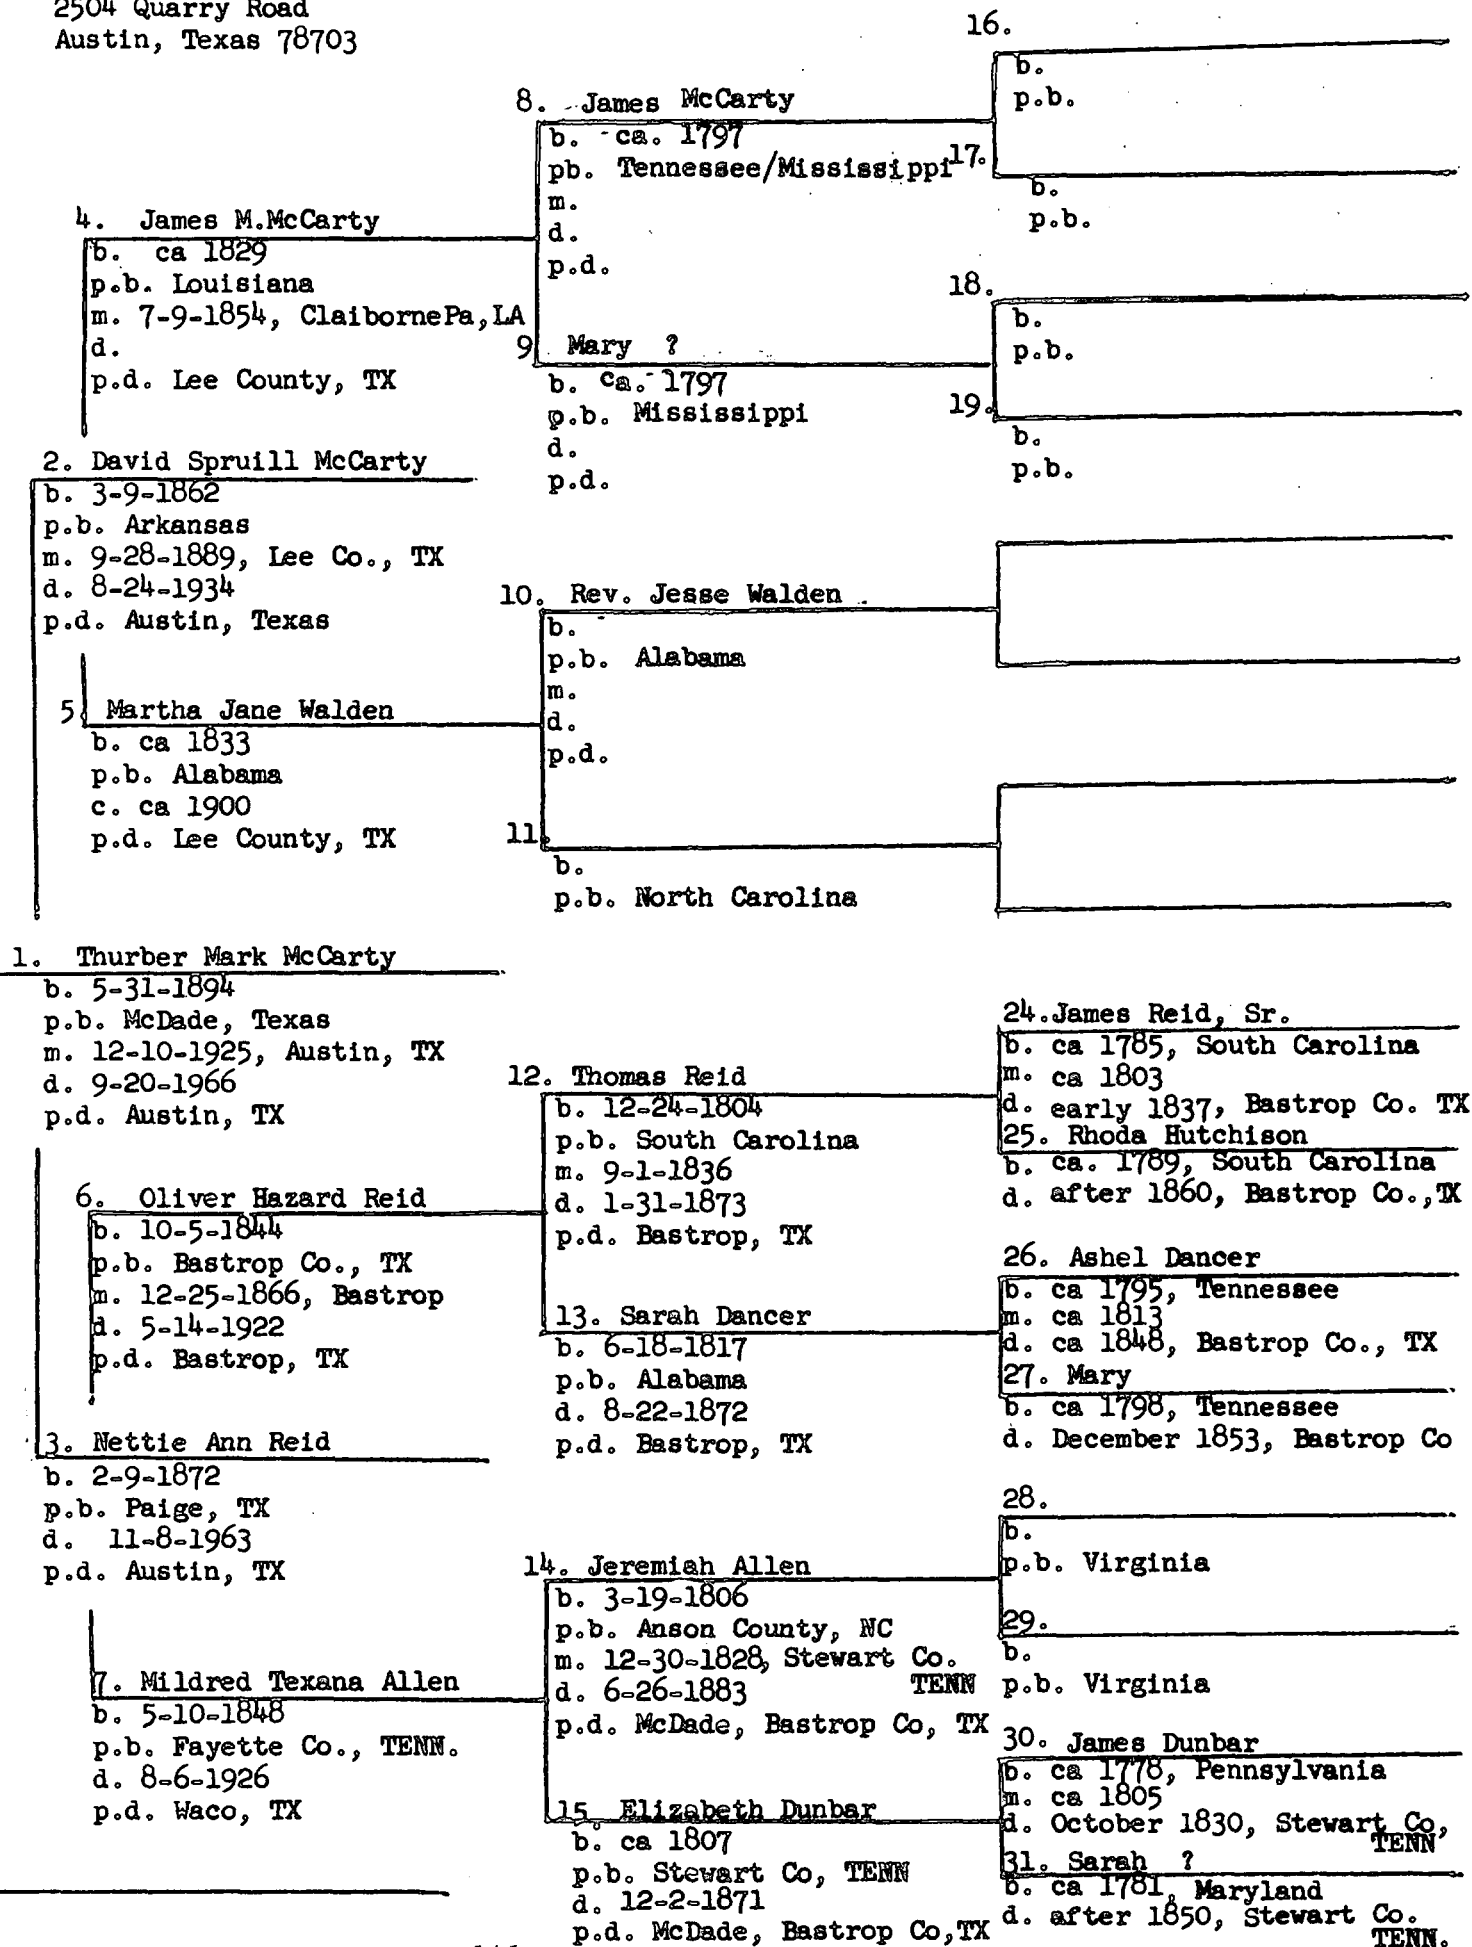 2504 Quarry Road
Austin, Texas 78703
16.
b.
p.b.
8. James McCarty
b. ca. 1797
pb. Tennessee/Mississippi
m.
d.
p.d.
17.
b.
p.b.
4. James M.McCarty
b. ca 1829
p.b. Louisiana
m. 7-9-1854, ClaibornePa,LA
d.
p.d. Lee County, TX
18.
b.
p.b.
9 Mary ?
b. ca. 1797
p.b. Mississippi
d.
p.d.
19.
b.
p.b.
2. David Spruill McCarty
b. 3-9-1862
p.b. Arkansas
m. 9-28-1889, Lee Co., TX
d. 8-24-1934
p.d. Austin, Texas
10. Rev. Jesse Walden
b.
p.b. Alabama
m.
d.
p.d.
5 Martha Jane Walden
b. ca 1833
p.b. Alabama
c. ca 1900
p.d. Lee County, TX
11.
b.
p.b. North Carolina
1. Thurber Mark McCarty
b. 5-31-1894
p.b. McDade, Texas
m. 12-10-1925, Austin, TX
d. 9-20-1966
p.d. Austin, TX
24.James Reid, Sr.
b. ca 1785, South Carolina
m. ca 1803
d. early 1837, Bastrop Co. TX
12. Thomas Reid
b. 12-24-1804
p.b. South Carolina
m. 9-1-1836
d. 1-31-1873
p.d. Bastrop, TX
25. Rhoda Hutchison
b. ca. 1789, South Carolina
d. after 1860, Bastrop Co.,TX
6. Oliver Hazard Reid
b. 10-5-1844
p.b. Bastrop Co., TX
m. 12-25-1866, Bastrop
d. 5-14-1922
p.d. Bastrop, TX
26. Ashel Dancer
b. ca 1795, Tennessee
m. ca 1813
d. ca 1848, Bastrop Co., TX
13. Sarah Dancer
b. 6-18-1817
p.b. Alabama
d. 8-22-1872
p.d. Bastrop, TX
27. Mary
b. ca 1798, Tennessee
d. December 1853, Bastrop Co
3. Nettie Ann Reid
b. 2-9-1872
p.b. Paige, TX
d. 11-8-1963
p.d. Austin, TX
28.
b.
p.b. Virginia
14. Jeremiah Allen
b. 3-19-1806
p.b. Anson County, NC
m. 12-30-1828, Stewart Co.
TENN
d. 6-26-1883
p.d. McDade, Bastrop Co, TX
29.
b.
p.b. Virginia
7. Mildred Texana Allen
b. 5-10-1848
p.b. Fayette Co., TENN.
d. 8-6-1926
p.d. Waco, TX
30. James Dunbar
b. ca 1778, Pennsylvania
m. ca 1805
d. October 1830, Stewart Co,
TENN
15. Elizabeth Dunbar
b. ca 1807
p.b. Stewart Co, TENN
d. 12-2-1871
p.d. McDade, Bastrop Co,TX
31. Sarah ?
b. ca 1781, Maryland
d. after 1850, Stewart Co.
TENN.